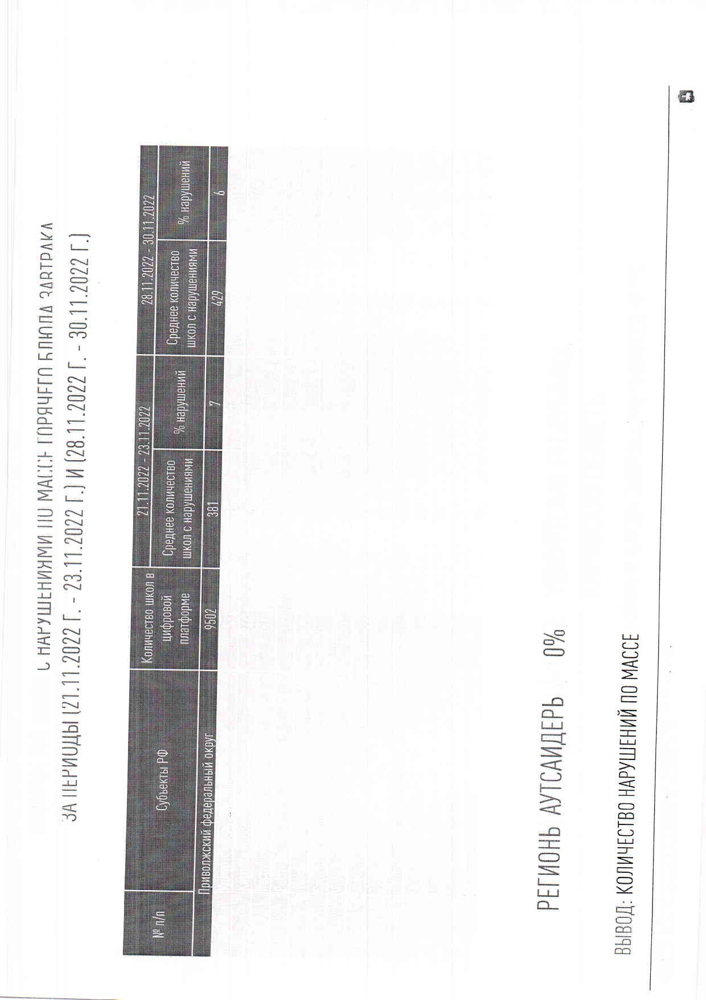 С НАРУШЕНИЯМИ ПО МАССЕ ГОРЯЧЕГО БЛЮДА ЗАВТРАКА
ЗА ПЕРИОДЫ (21.11.2022 Г. - 23.11.2022 Г.) И (28.11.2022 Г. - 30.11.2022 Г.)
№ п/п
Субъекты РФ
Количество школ в
цифровой
платформе
21.11.2022 - 23.11.2022
28.11.2022 - 30.11.2022
Среднее количество
школ с нарушениями
% нарушений
Среднее количество
школ с нарушениями
% нарушений
Приволжский федеральный округ 9502 381 7 429 6
РЕГИОНЬ АУТСАИДЕРЬ 0%
ВЫВОД: КОЛИЧЕСТВО НАРУШЕНИЙ ПО МАССЕ